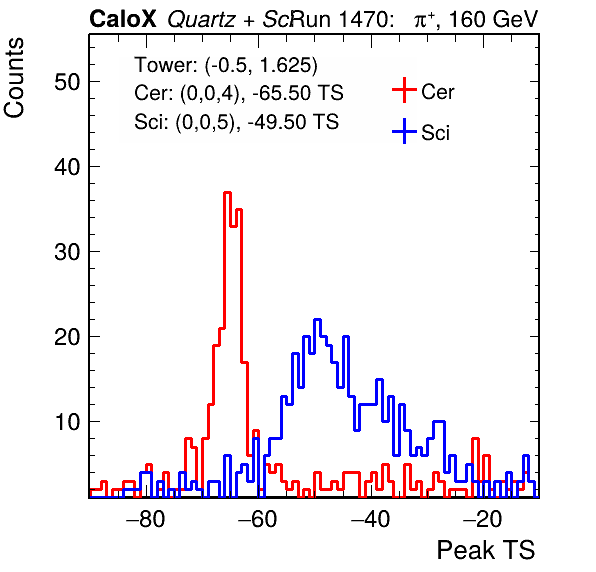 CaloX Quartz + ScRun 1470: π⁺, 160 GeV
Tower: (-0.5, 1.625)
Cer: (0,0,4), -65.50 TS
Sci: (0,0,5), -49.50 TS
Cer
Sci
Counts
50
40
30
20
10
−80 −60 −40 −20
Peak TS